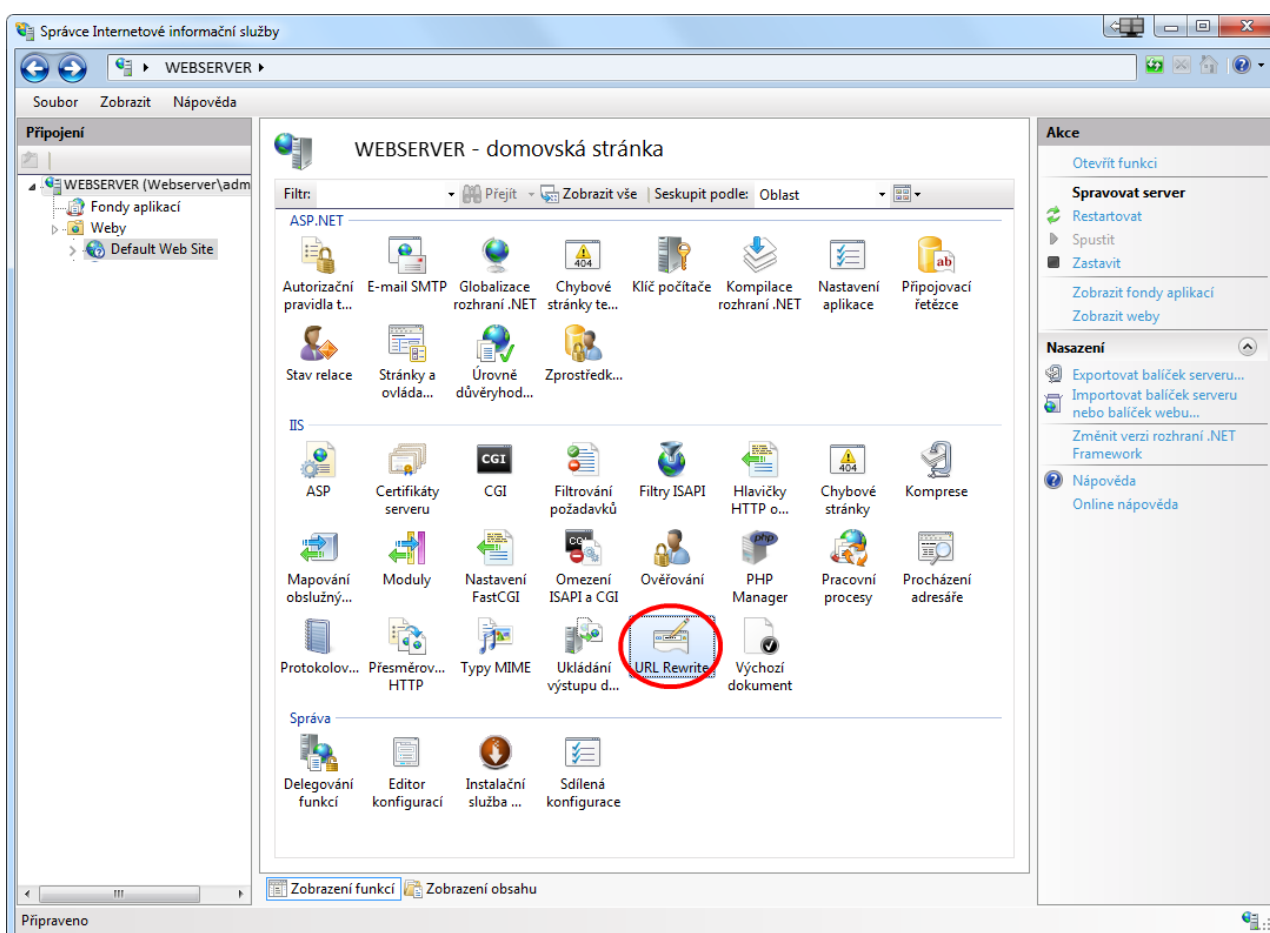 Správce Internetové informační služby
WEBSERVER
Soubor Zobrazit Nápověda
Připojení
WEBSERVER (Webserver\adm
Fondy aplikací
Weby
Default Web Site
WEBSERVER - domovská stránka
Filtr: Přejít Zobrazit vše Seskupit podle: Oblast
ASP.NET
Autorizační pravidla t...
E-mail SMTP
Globalizace rozhraní .NET
404
Chybové stránky te...
Klíč počítače
Kompilace rozhraní .NET
Nastavení aplikace
ab
Připojovací řetězce
Stav relace
Stránky a ovláda...
Úrovně důvěryhod...
Zprostředk...
IIS
ASP
Certifikáty serveru
CGI
CGI
Filtrování požadavků
Filtry ISAPI
Hlavičky HTTP o...
404
Chybové stránky
Komprese
Mapování obslužný...
Moduly
Nastavení FastCGI
CGI
Omezení ISAPI a CGI
Ověřování
php
PHP Manager
Pracovní procesy
Procházení adresáře
Protokolov...
Přesměrov... HTTP
Typy MIME
Ukládání výstupu d...
URL Rewrite
Výchozí dokument
Správa
Delegování funkcí
Editor konfigurací
Instalační služba ...
Sdílená konfigurace
Zobrazení funkcí Zobrazení obsahu
Akce
Otevřít funkci
Spravovat server
Restartovat
Spustit
Zastavit
Zobrazit fondy aplikací
Zobrazit weby
Nasazení
Exportovat balíček serveru...
Importovat balíček serveru
nebo balíček webu...
Změnit verzi rozhraní .NET
Framework
Nápověda
Online nápověda
Připraveno